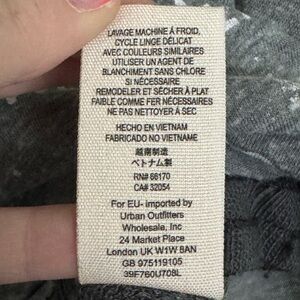 LAVAGE MACHINE À FROID,
CYCLE LINGE DÉLICAT
AVEC COULEURS SIMILAIRES
UTILISER UN AGENT DE
BLANCHIMENT SANS CHLORE
SI NÉCESSAIRE
REMODELER ET SÉCHER À PLAT
FAIBLE COMME FER NÉCESSAIRES
NE PAS NETTOYER À SEC
HECHO EN VIETNAM
FABRICADO NO VIETNAME
越南制造
ベトナム製
RN# 66170
CA# 32054
For EU- imported by
Urban Outfitters
Wholesale, Inc
24 Market Place
London UK W1W 8AN
GB 975119105
39F760U708L